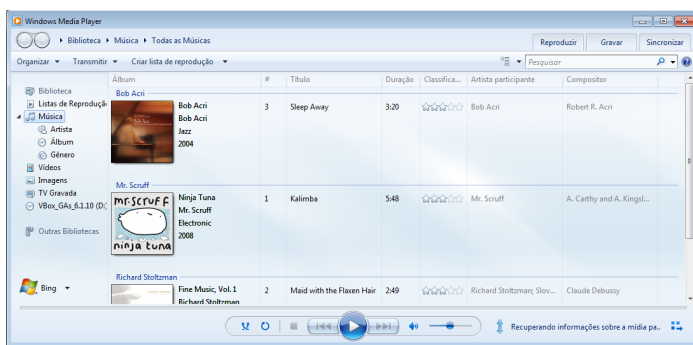 Windows Media Player
Biblioteca ▸ Música ▸ Todas as Músicas
Reproduzir Gravar Sincronizar
Organizar Transmitir Criar lista de reprodução Pesquisar
Álbum # Título Duração Classifica... Artista participante Compositor
Biblioteca
Listas de Reproduçã
Música
Artista
Álbum
Gênero
Vídeos
Imagens
TV Gravada
VBox_GAs_6.1.10 (D:)
Outras Bibliotecas
Bing
Bob Acri
Bob Acri 3 Sleep Away 3:20 Bob Acri Robert R. Acri
Bob Acri
Jazz
2004
Mr. Scruff
mr.scruff
ninja tuna
Ninja Tuna 1 Kalimba 5:48 Mr. Scruff A. Carthy and A. Kingsl...
Mr. Scruff
Electronic
2008
Richard Stoltzman
Fine Music, Vol. 1 2 Maid with the Flaxen Hair 2:49 Richard Stoltzman; Slov... Claude Debussy
Richard Stoltzman
Recuperando informações sobre a mídia pa..